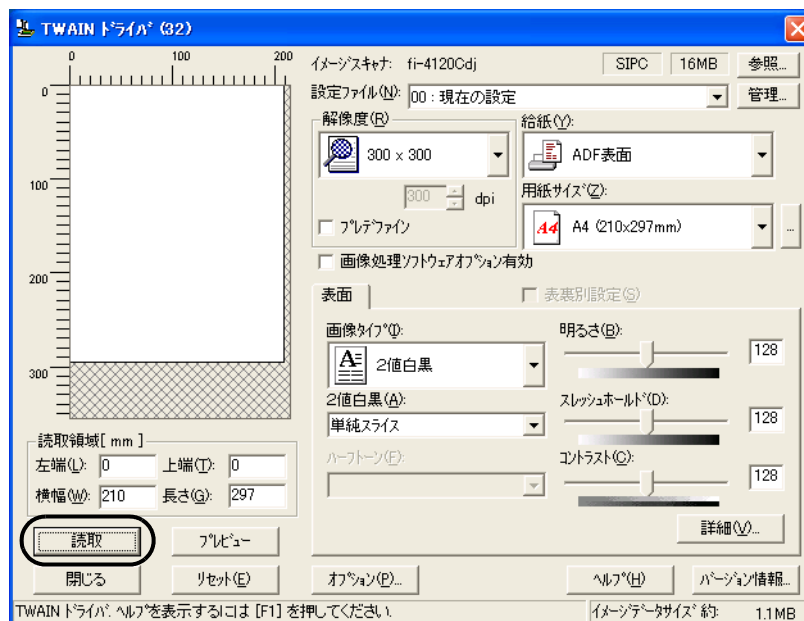 TWAIN ﾄﾞﾗｲﾊﾞ (32)
0 100 200
0
100
200
300
ｲﾒｰｼﾞｽｷｬﾅ: fi-4120Cdj SIPC 16MB 参照...
設定ﾌｧｲﾙ(N): 00 : 現在の設定 管理...
解像度(R)
300 × 300
300 dpi
ﾌﾟﾚﾃﾞﾌｧｲﾝ
給紙(Y):
ADF表面
用紙ｻｲｽﾞ(Z):
A4 A4 (210x297mm) ...
画像処理ｿﾌﾄｳｪｱｵﾌﾟｼｮﾝ有効
表面 表裏別設定(S)
画像ﾀｲﾌﾟ(I):
A 2値白黒
2値白黒(A):
単純ｽﾗｲｽ
ﾊｰﾌﾄｰﾝ(F):
明るさ(B):
128
ｽﾚｯｼｭﾎｰﾙﾄﾞ(D):
128
ｺﾝﾄﾗｽﾄ(C):
128
詳細(V)...
読取領域[ mm ]
左端(L): 0 上端(T): 0
横幅(W): 210 長さ(G): 297
読取 ﾌﾟﾚﾋﾞｭｰ
閉じる ﾘｾｯﾄ(E) ｵﾌﾟｼｮﾝ(P)... ﾍﾙﾌﾟ(H) ﾊﾞｰｼﾞｮﾝ情報...
TWAIN ﾄﾞﾗｲﾊﾞ. ﾍﾙﾌﾟを表示するには [F1] を押してください. ｲﾒｰｼﾞﾃﾞｰﾀｻｲｽﾞ 約: 1.1MB